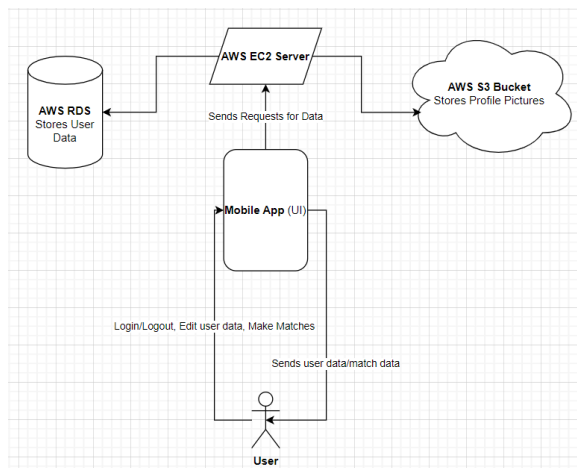 AWS EC2 Server
AWS RDS
Stores User
Data
AWS S3 Bucket
Stores Profile Pictures
Sends Requests for Data
Mobile App (UI)
Login/Logout, Edit user data, Make Matches
Sends user data/match data
User